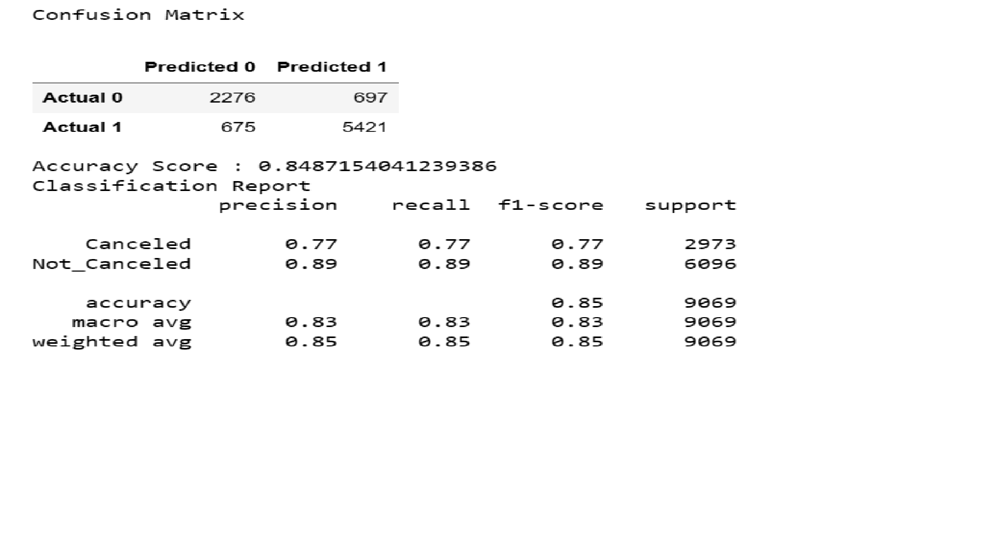 Confusion Matrix
Predicted 0 Predicted 1
Actual 0 2276 697
Actual 1 675 5421
Accuracy Score : 0.8487154041239386
Classification Report
precision recall f1-score support
Canceled 0.77 0.77 0.77 2973
Not_Canceled 0.89 0.89 0.89 6096
accuracy 0.85 9069
macro avg 0.83 0.83 0.83 9069
weighted avg 0.85 0.85 0.85 9069